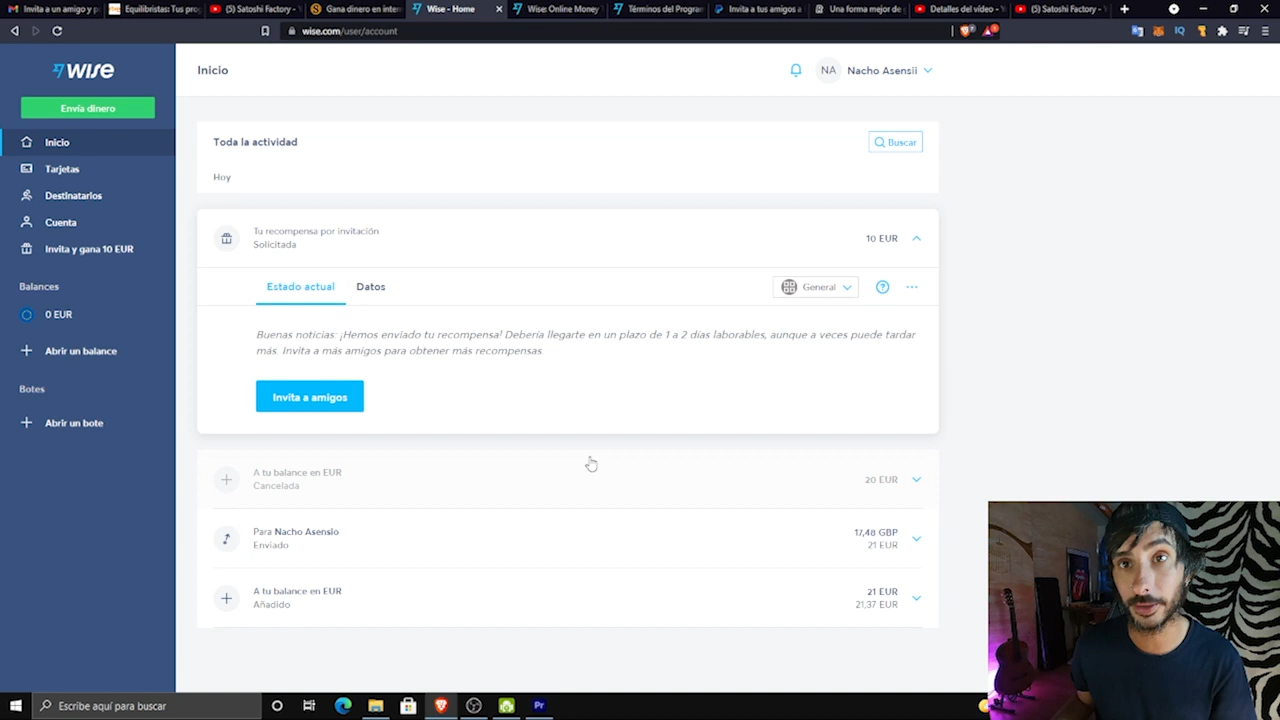 Invita a un amigo y p
Equilibristas: Tus prog
(5) Satoshi Factory -
Gana dinero en intern
Wise - Home
Wise: Online Money
Términos del Program
Invita a tus amigos a
Una forma mejor de
Detalles del vídeo - Y
(5) Satoshi Factory -
wise.com/user/account
WISE
Envía dinero
Inicio
Tarjetas
Destinatarios
Cuenta
Invita y gana 10 EUR
Balances
0 EUR
Abrir un balance
Botes
Abrir un bote
Inicio
NA
Nacho Asensii
Toda la actividad
Buscar
Hoy
Tu recompensa por invitación
Solicitada
10 EUR
Estado actual
Datos
General
Buenas noticias: ¡Hemos enviado tu recompensa! Debería llegarte en un plazo de 1 a 2 días laborables, aunque a veces puede tardar
más. Invita a más amigos para obtener más recompensas
Invita a amigos
A tu balance en EUR
Cancelada
20 EUR
Para Nacho Asensio
Enviado
17,48 GBP
21 EUR
A tu balance en EUR
Añadido
21 EUR
21,37 EUR
Escribe aquí para buscar
Pr